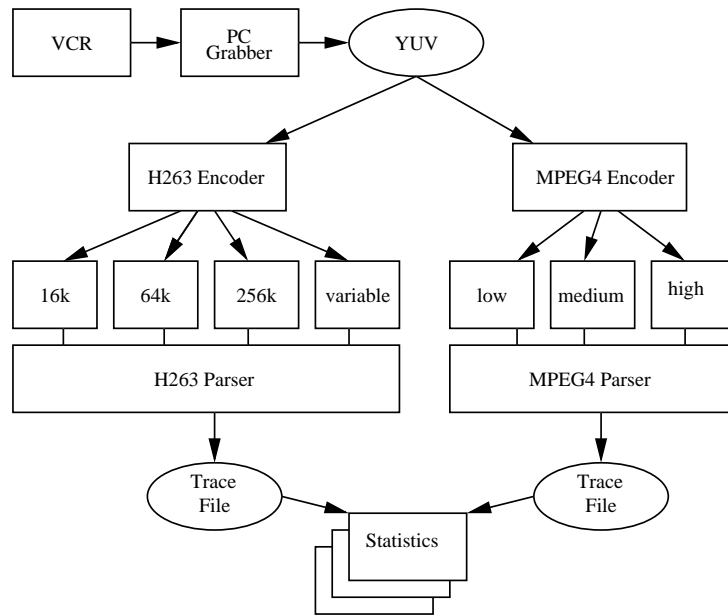 VCR
PC
Grabber
YUV
H263 Encoder
MPEG4 Encoder
16k
64k
256k
variable
low
medium
high
H263 Parser
MPEG4 Parser
Trace
File
Trace
File
Statistics